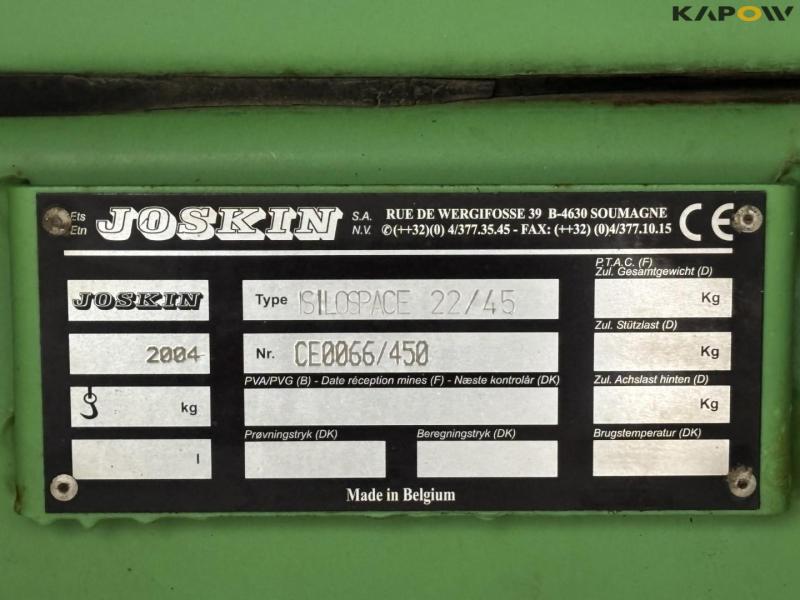 KAPOW
Ets Etn JOSKIN S.A. N.V. RUE DE WERGIFOSSE 39 B-4630 SOUMAGNE CE
✆(++32)(0) 4/377.35.45 - FAX: (++32) (0)4/377.10.15
P.T.A.C. (F)
Zul. Gesamtgewicht (D)
JOSKIN Type SILOSPACE 22/45 Kg
Zul. Stützlast (D)
2004 Nr. CE0066/450 Kg
PVA/PVG (B) - Date réception mines (F) - Næste kontrolår (DK) Zul. Achslast hinten (D)
kg Kg
Prøvningstryk (DK) Beregningstryk (DK) Brugstemperatur (DK)
l
Made in Belgium